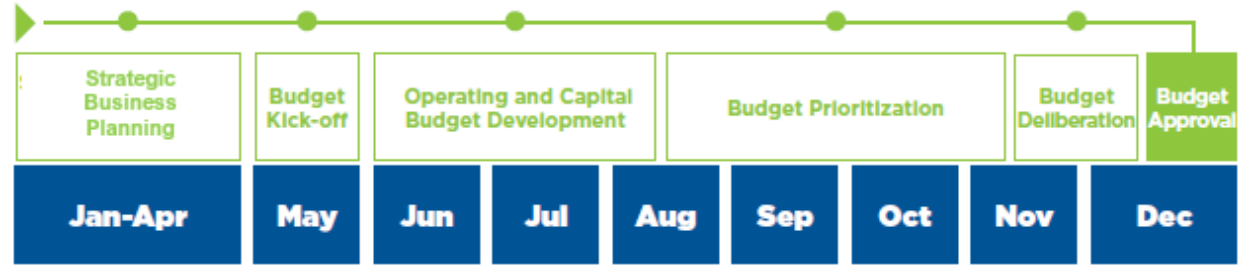 Strategic
Business
Planning
Budget
Kick-off
Operating and Capital
Budget Development
Budget Prioritization
Budget
Deliberation
Budget
Approval
Jan-Apr
May
Jun
Jul
Aug
Sep
Oct
Nov
Dec